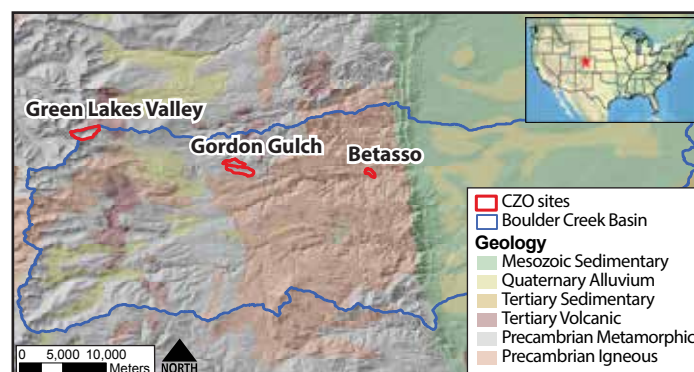 Green Lakes Valley
Gordon Gulch
Betasso
CZO sites
Boulder Creek Basin
Geology
Mesozoic Sedimentary
Quaternary Alluvium
Tertiary Sedimentary
Tertiary Volcanic
Precambrian Metamorphic
Precambrian Igneous
0 5,000 10,000
Meters
NORTH